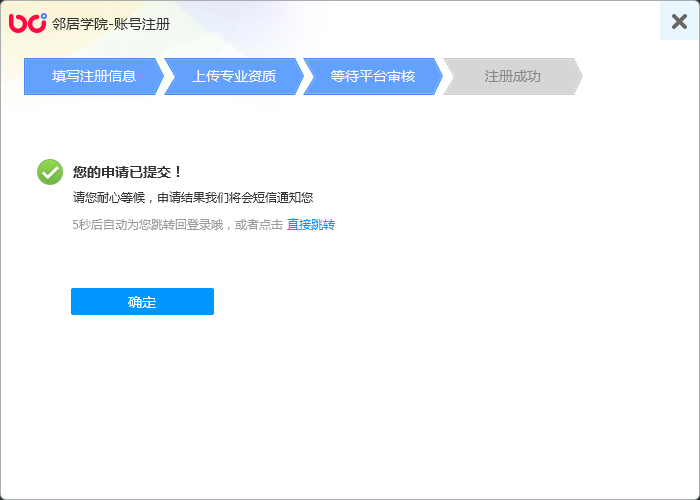 邻居学院-账号注册
填写注册信息
上传专业资质
等待平台审核
注册成功
您的申请已提交！
请您耐心等候，申请结果我们将会短信通知您
5秒后自动为您跳转回登录哦，或者点击 直接跳转
确定